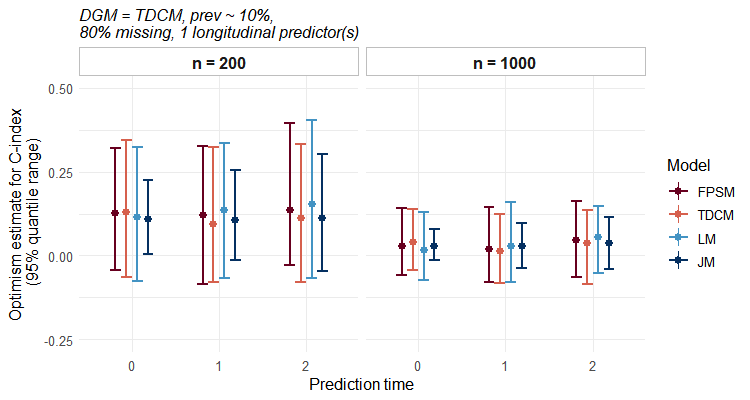 DGM = TDCM, prev ~ 10%,
80% missing, 1 longitudinal predictor(s)
n = 200
n = 1000
Optimism estimate for C-index
(95% quantile range)
0.50
0.25
0.00
-0.25
0 1 2
0 1 2
Prediction time
Model
FPSM
TDCM
LM
JM